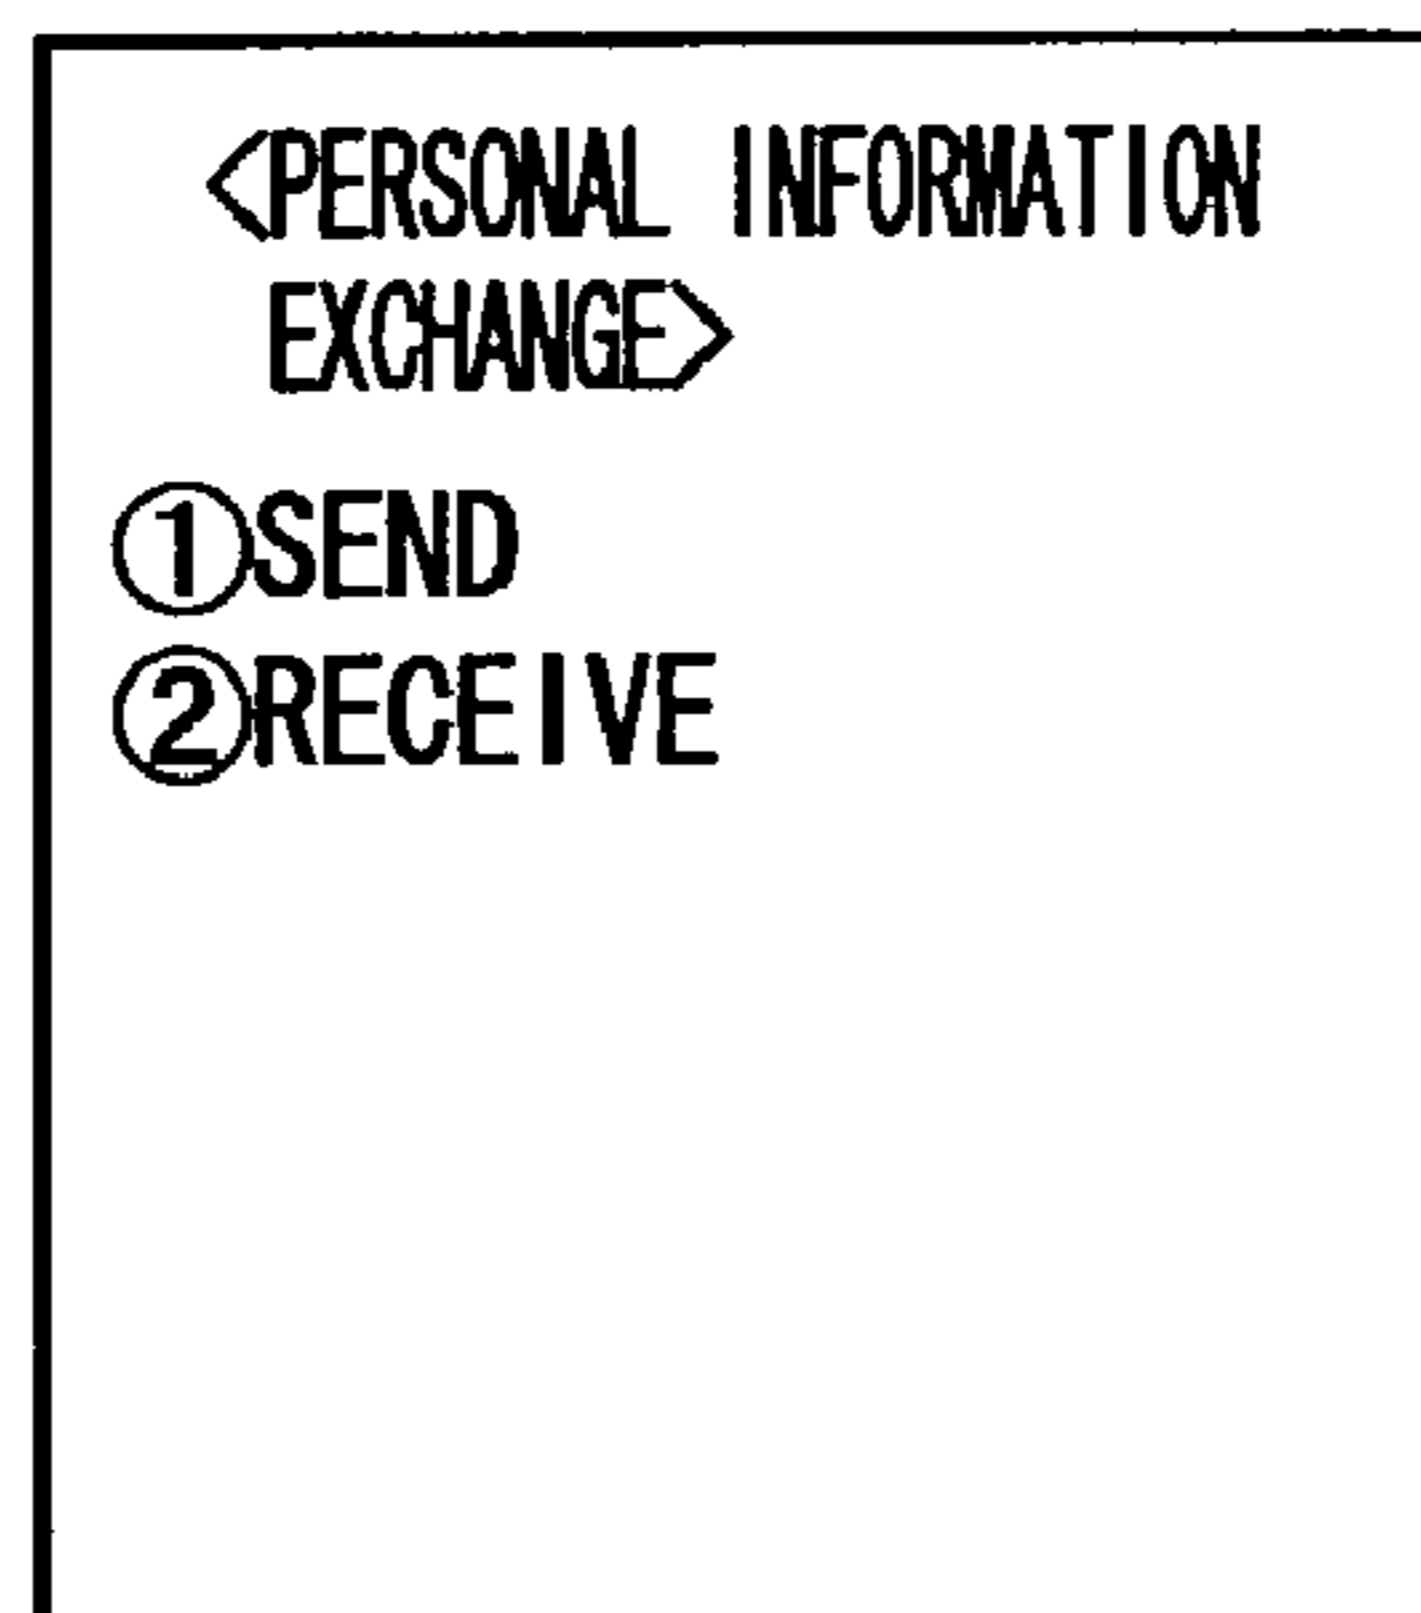 <PERSONAL INFORMATION
EXCHANGE>
①SEND
②RECEIVE